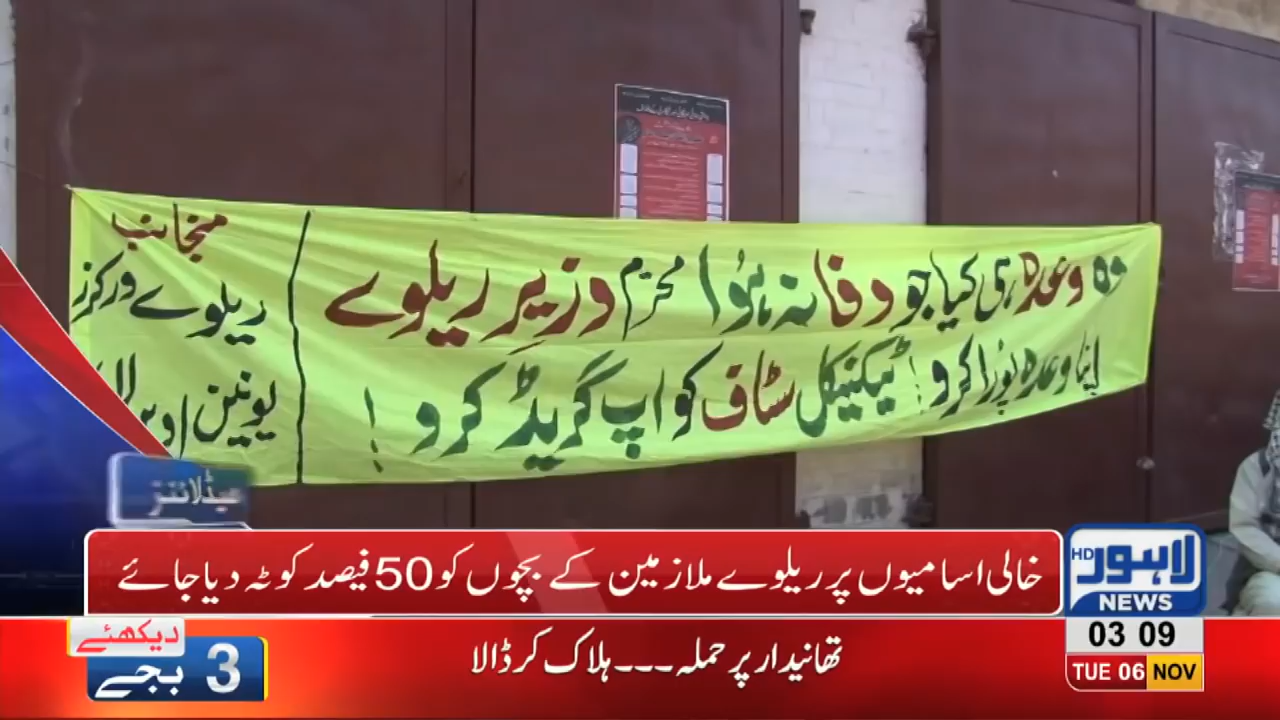 وہ وعدہ ہی کیا جو وفا نہ ہؤا محترم وزیرِ ریلوے
اپنا وعدہ پورا کرو ! ٹیکنیکل سٹاف کو اپ گریڈ کرو !
منجانب
ریلوے ورکرز
یونین اوپن
ہیڈلائنز
خالی اسامیوں پر ریلوے ملازمین کے بچوں کو 50 فیصد کوٹہ دیا جائے
HD
لاہور
NEWS
دیکھئے
3 بجے
تھانیدار پر حملہ ۔۔۔ ہلاک کر ڈالا
03 09
TUE 06 NOV